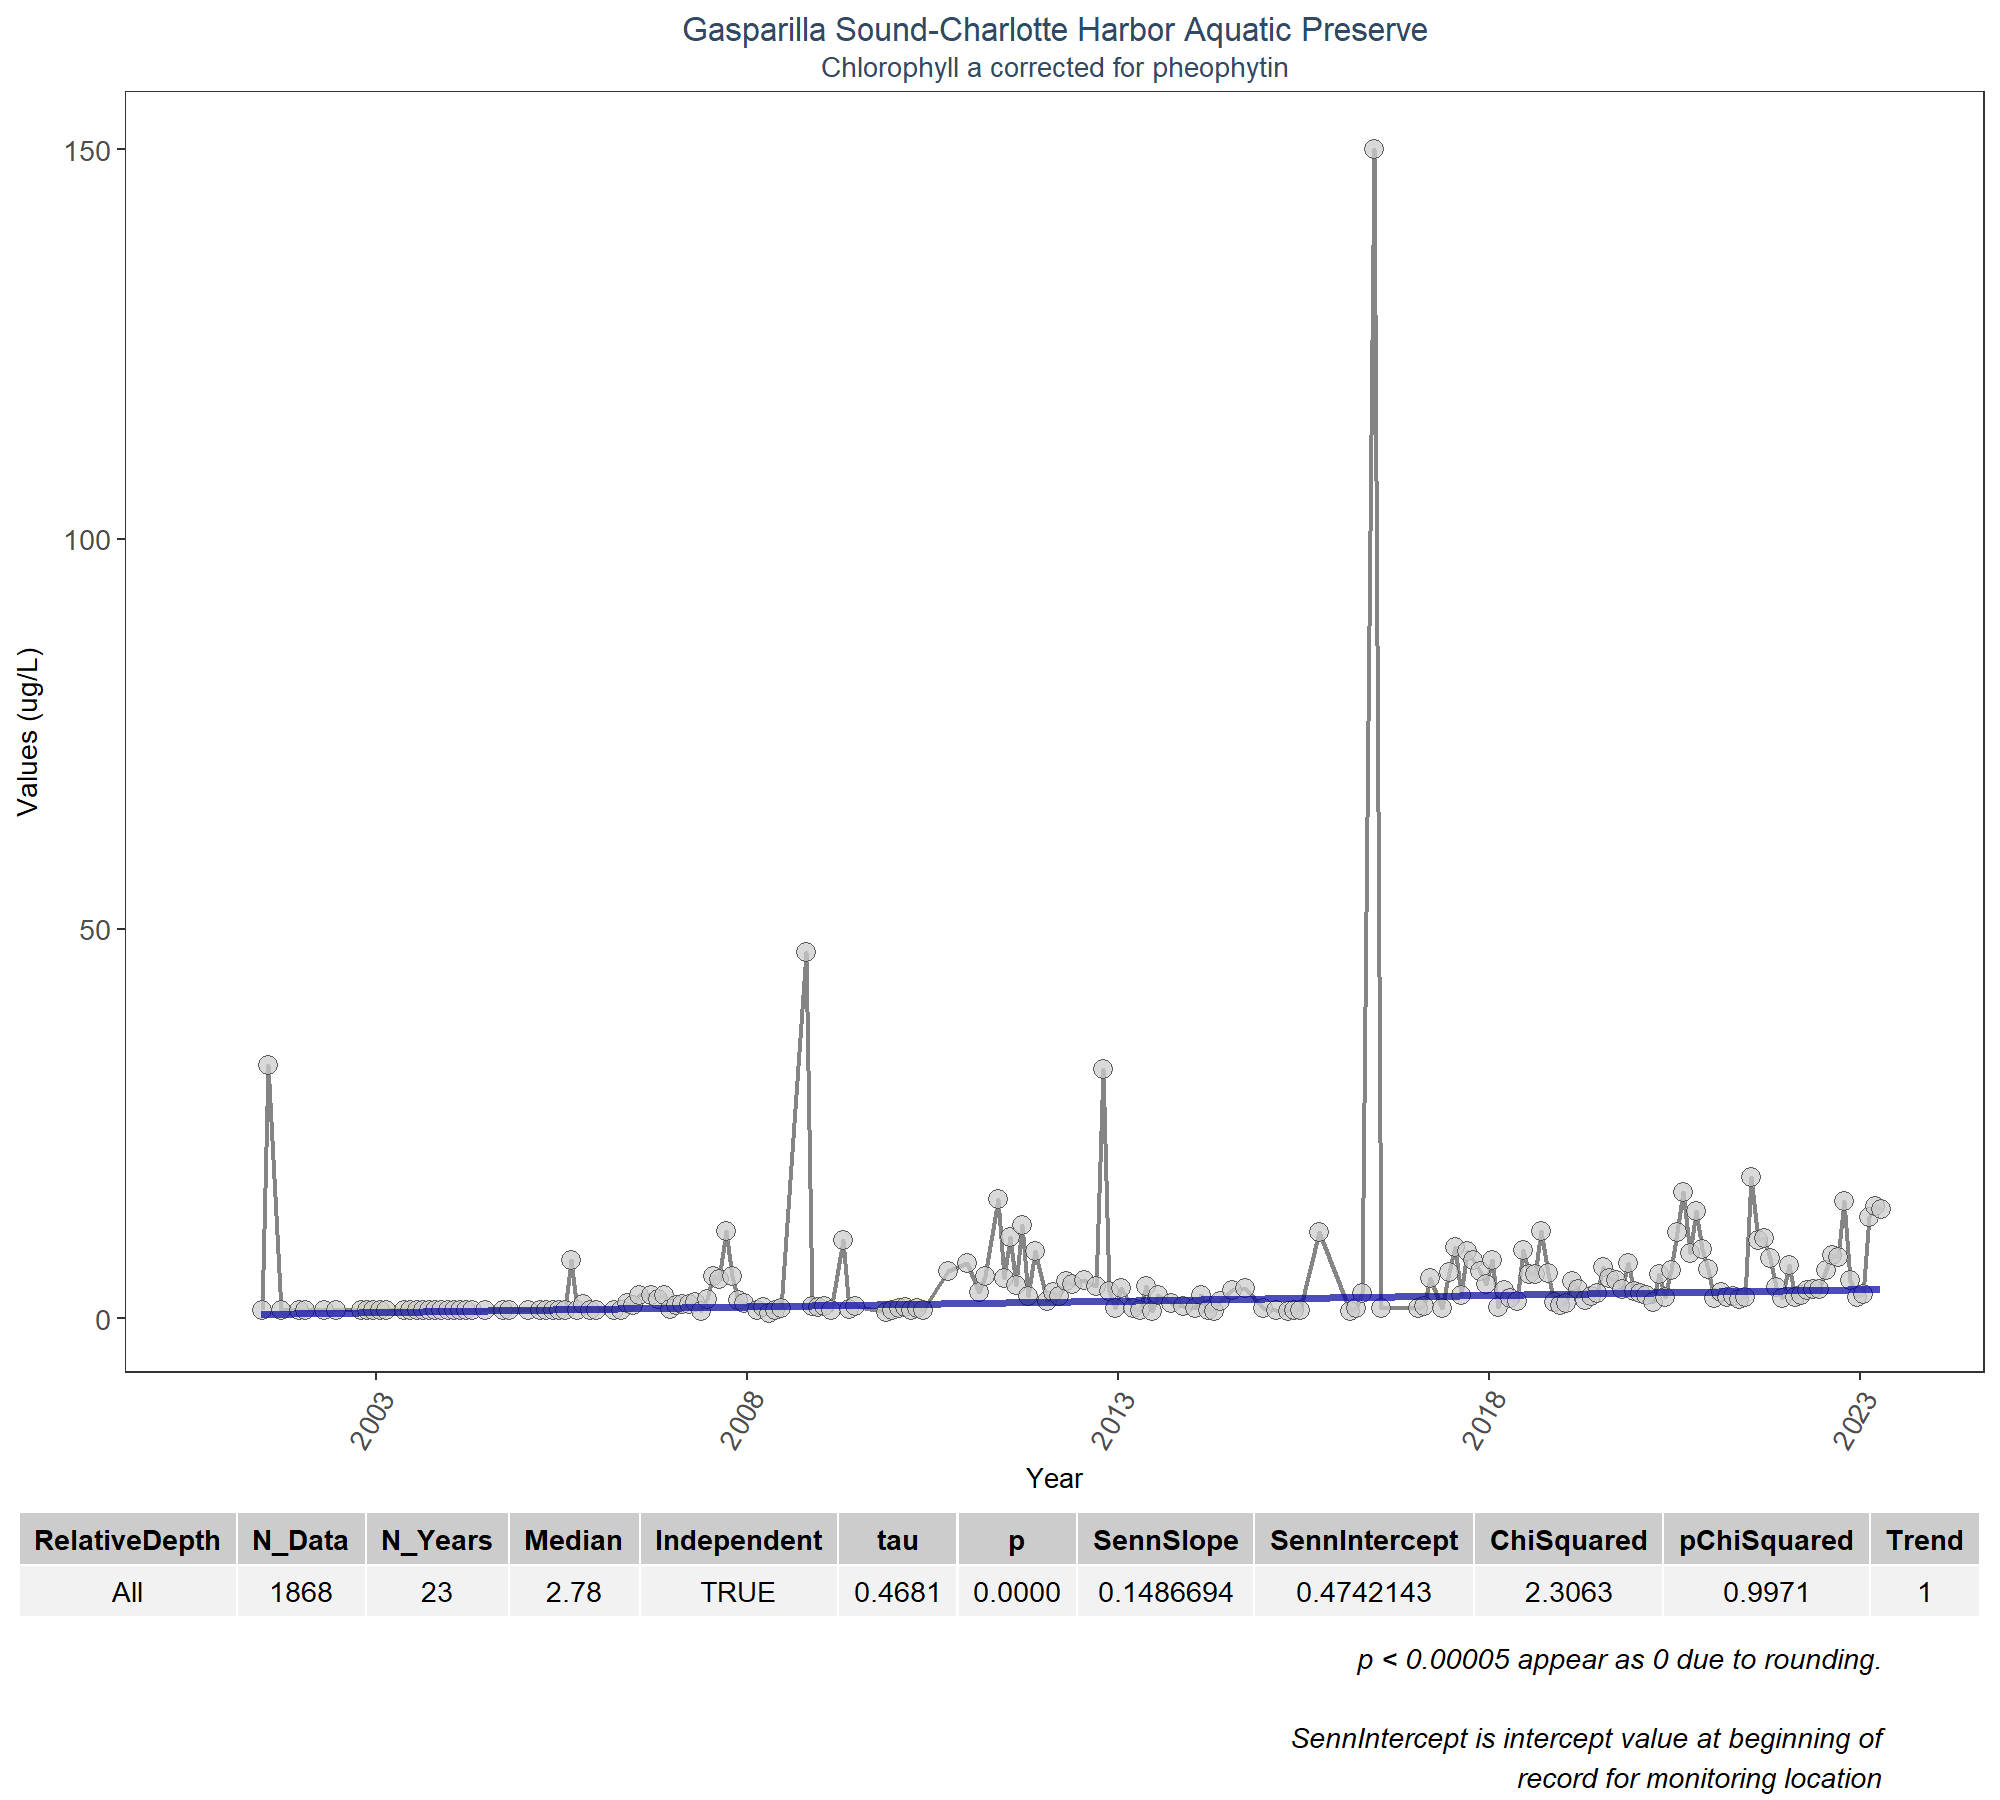 Gasparilla Sound-Charlotte Harbor Aquatic Preserve
Chlorophyll a corrected for pheophytin
150
100
50
0
Values (ug/L)
2003
2008
2013
2018
2023
Year
RelativeDepth N_Data N_Years Median Independent tau p SennSlope SennIntercept ChiSquared pChiSquared Trend
All 1868 23 2.78 TRUE 0.4681 0.0000 0.1486694 0.4742143 2.3063 0.9971 1
p < 0.00005 appear as 0 due to rounding.
SennIntercept is intercept value at beginning of
record for monitoring location